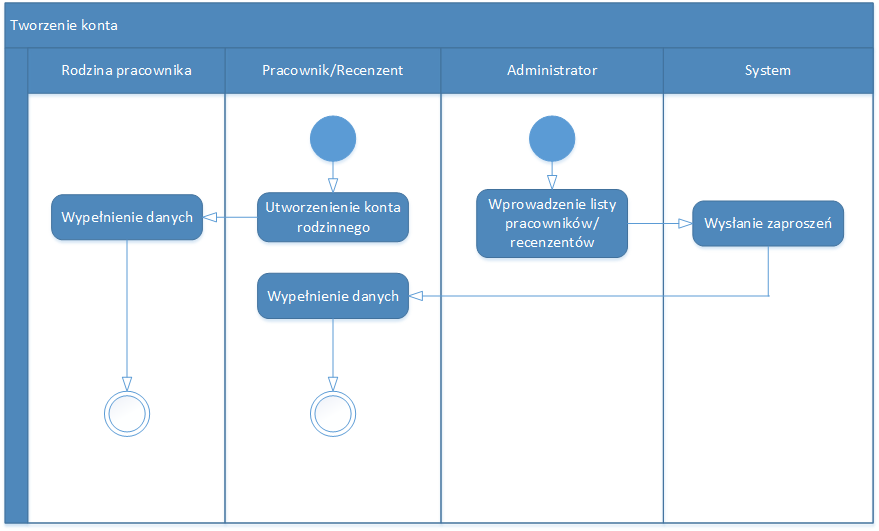 Tworzenie konta
Rodzina pracownika
Pracownik/Recenzent
Administrator
System
Wypełnienie danych
Utworzenienie konta
rodzinnego
Wprowadzenie listy
pracowników/
recenzentów
Wysłanie zaproszeń
Wypełnienie danych